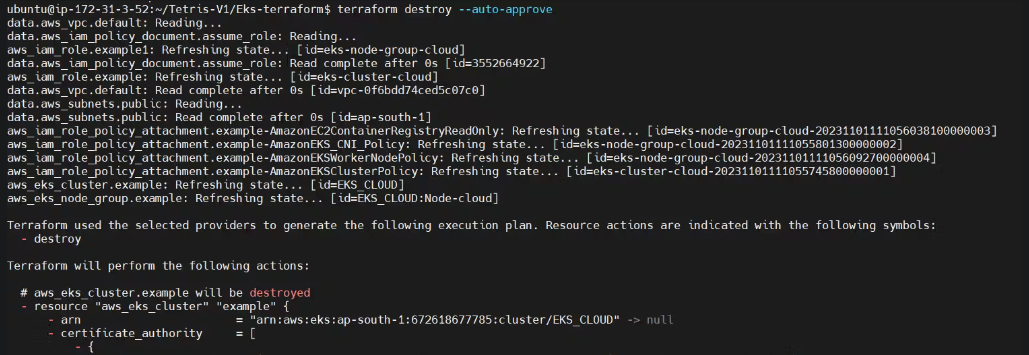 ubuntu@ip-172-31-3-52:~/Tetris-V1/Eks-terraform$ terraform destroy --auto-approve
data.aws_vpc.default: Reading...
data.aws_iam_policy_document.assume_role: Reading...
aws_iam_role.example1: Refreshing state... [id=eks-node-group-cloud]
data.aws_iam_policy_document.assume_role: Read complete after 0s [id=3552664922]
aws_iam_role.example: Refreshing state... [id=eks-cluster-cloud]
data.aws_vpc.default: Read complete after 0s [id=vpc-0f6bdd74ced5c07c0]
data.aws_subnets.public: Reading...
data.aws_subnets.public: Read complete after 0s [id=ap-south-1]
aws_iam_role_policy_attachment.example-AmazonEC2ContainerRegistryReadOnly: Refreshing state... [id=eks-node-group-cloud-20231101111056038100000003]
aws_iam_role_policy_attachment.example-AmazonEKS_CNI_Policy: Refreshing state... [id=eks-node-group-cloud-20231101111055801300000002]
aws_iam_role_policy_attachment.example-AmazonEKSWorkerNodePolicy: Refreshing state... [id=eks-node-group-cloud-20231101111056092700000004]
aws_iam_role_policy_attachment.example-AmazonEKSClusterPolicy: Refreshing state... [id=eks-cluster-cloud-20231101111055745800000001]
aws_eks_cluster.example: Refreshing state... [id=EKS_CLOUD]
aws_eks_node_group.example: Refreshing state... [id=EKS_CLOUD:Node-cloud]
Terraform used the selected providers to generate the following execution plan. Resource actions are indicated with the following symbols:
- destroy
Terraform will perform the following actions:
# aws_eks_cluster.example will be destroyed
- resource "aws_eks_cluster" "example" {
- arn = "arn:aws:eks:ap-south-1:672618677785:cluster/EKS_CLOUD" -> null
- certificate_authority = [
- {